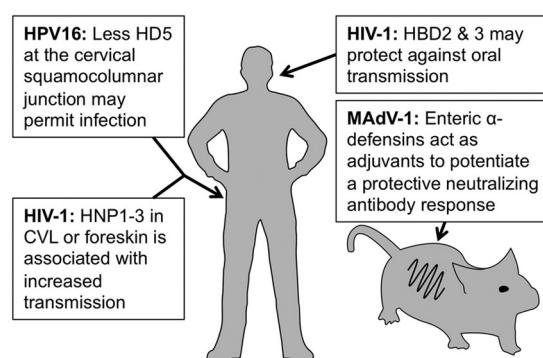 HPV16: Less HD5
at the cervical
squamocolumnar
junction may
permit infection
HIV-1: HNP1-3 in
CVL or foreskin is
associated with
increased
transmission
HIV-1: HBD2 & 3 may
protect against oral
transmission
MAdV-1: Enteric α-
defensins act as
adjuvants to potentiate
a protective neutralizing
antibody response